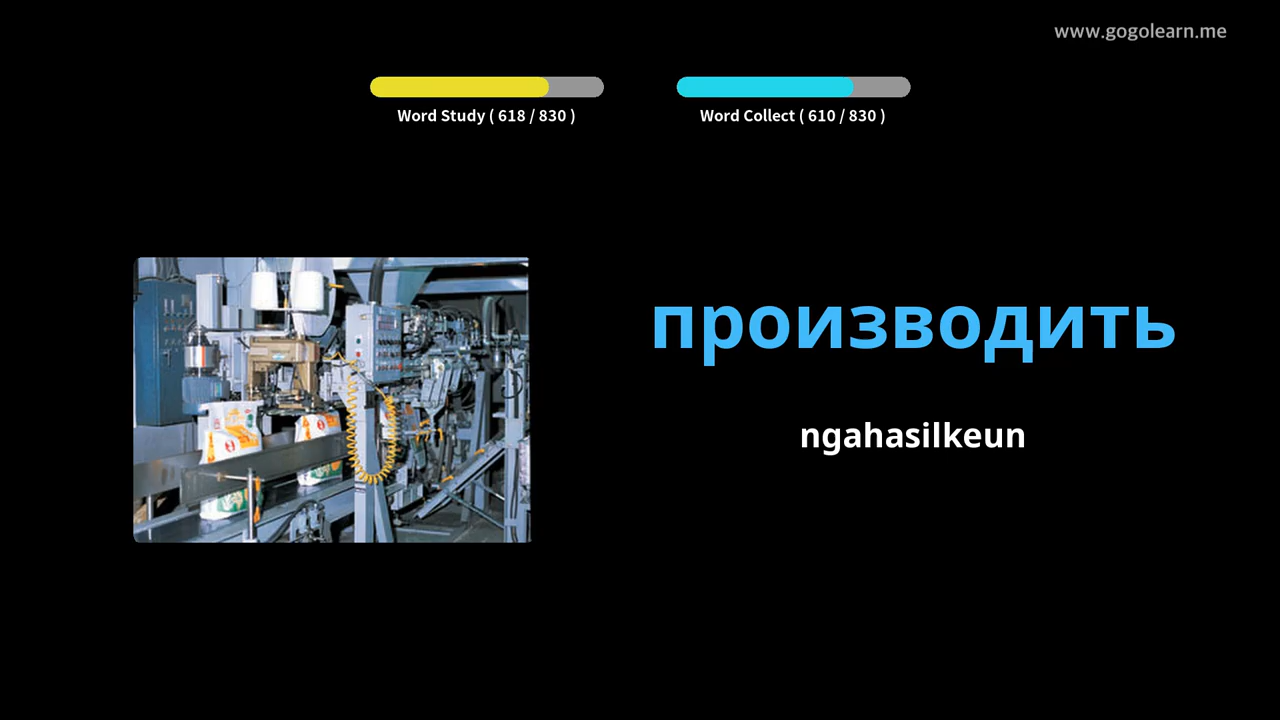 www.gogolearn.me
Word Study ( 618 / 830 )
Word Collect ( 610 / 830 )
производить
ngahasilkeun